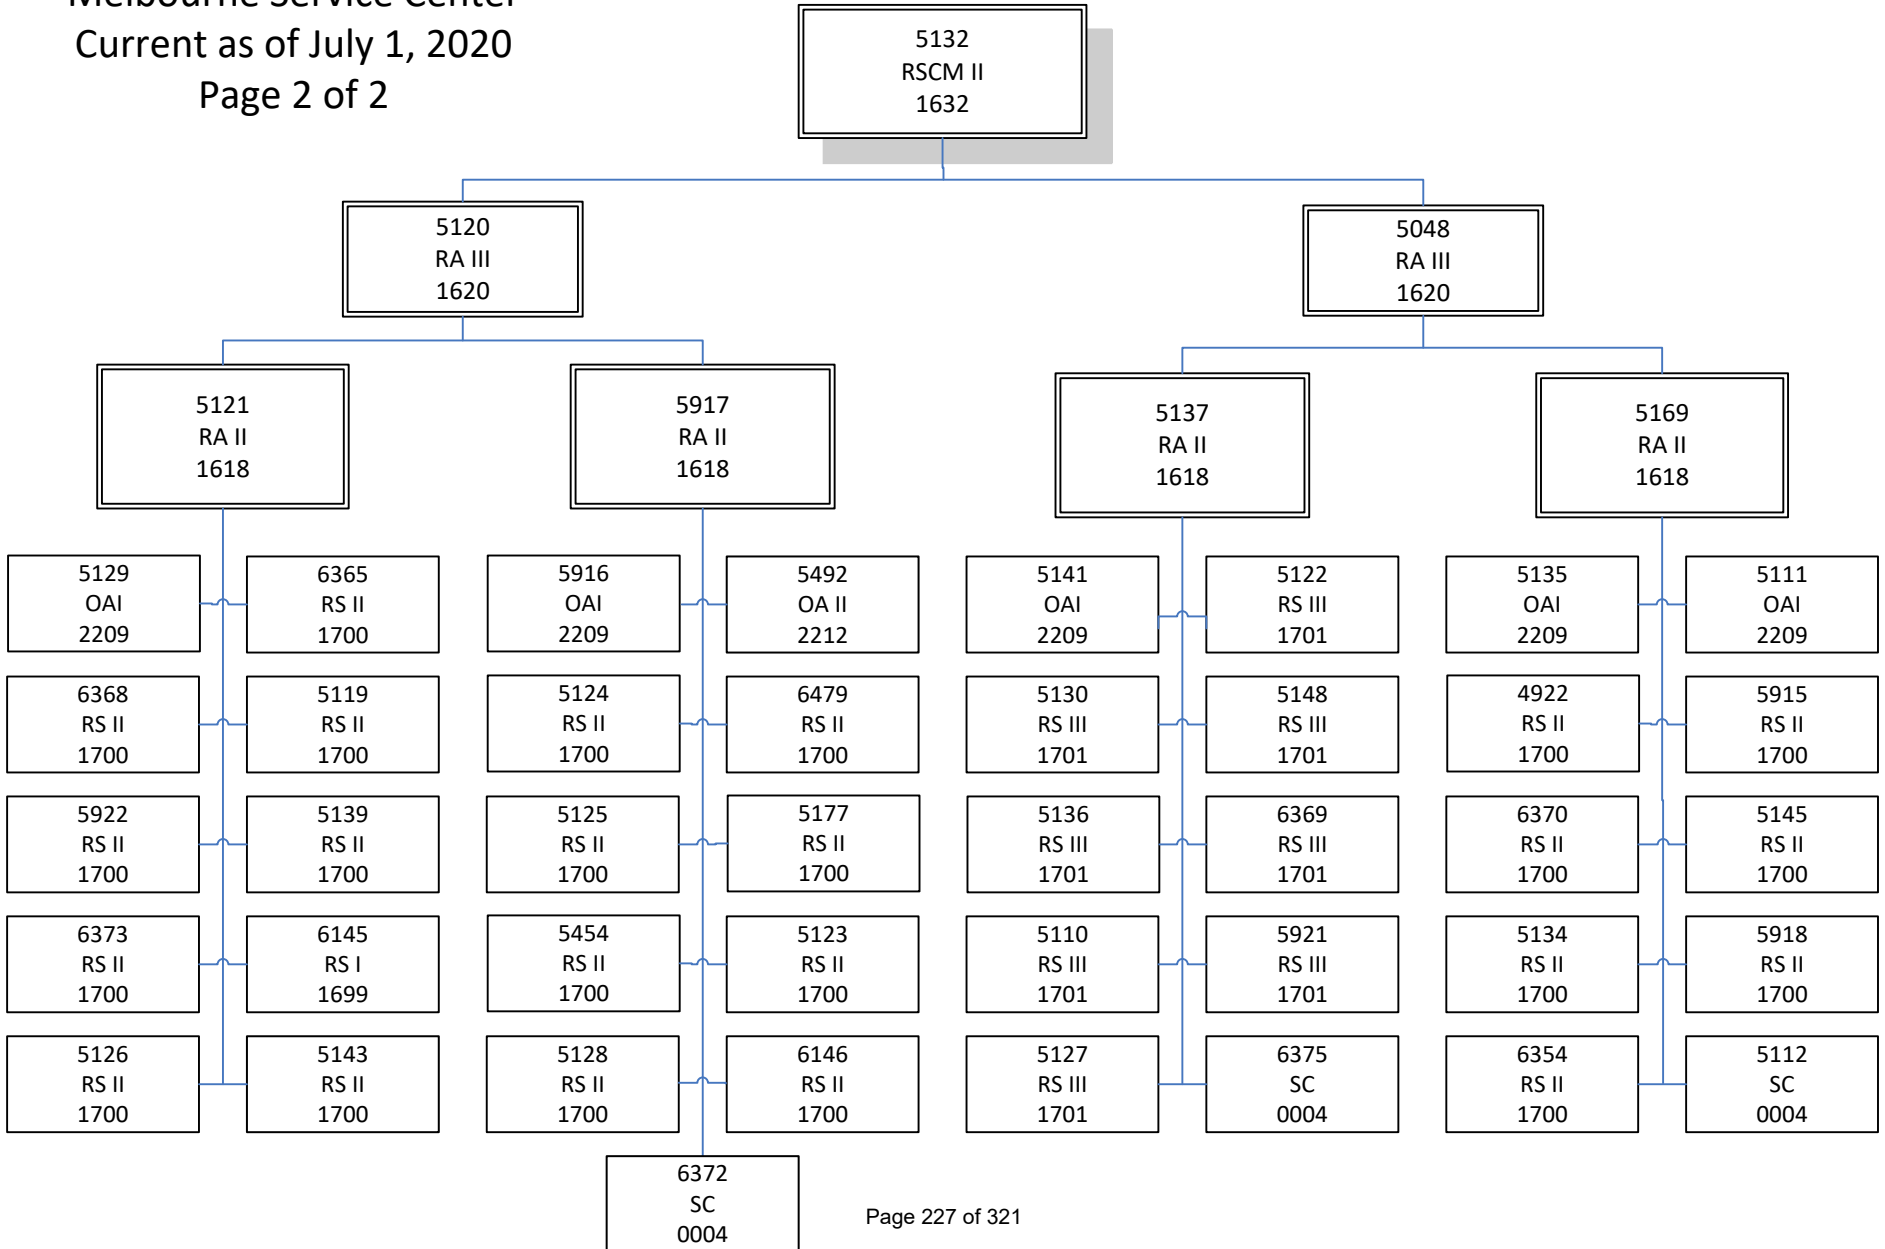 Melbourne Service Center
Current as of July 1, 2020
Page 2 of 2
5132
RSCM II
1632
5120
RA III
1620
5048
RA III
1620
5121
RA II
1618
5917
RA II
1618
5137
RA II
1618
5169
RA II
1618
5129
OAI
2209
6365
RS II
1700
5916
OAI
2209
5492
OA II
2212
5141
OAI
2209
5122
RS III
1701
5135
OAI
2209
5111
OAI
2209
6368
RS II
1700
5119
RS II
1700
5124
RS II
1700
6479
RS II
1700
5130
RS III
1701
5148
RS III
1701
4922
RS II
1700
5915
RS II
1700
5922
RS II
1700
5139
RS II
1700
5125
RS II
1700
5177
RS II
1700
5136
RS III
1701
6369
RS III
1701
6370
RS II
1700
5145
RS II
1700
6373
RS II
1700
6145
RS I
1699
5454
RS II
1700
5123
RS II
1700
5110
RS III
1701
5921
RS III
1701
5134
RS II
1700
5918
RS II
1700
5126
RS II
1700
5143
RS II
1700
5128
RS II
1700
6146
RS II
1700
5127
RS III
1701
6375
SC
0004
6354
RS II
1700
5112
SC
0004
6372
SC
0004
Page 227 of 321